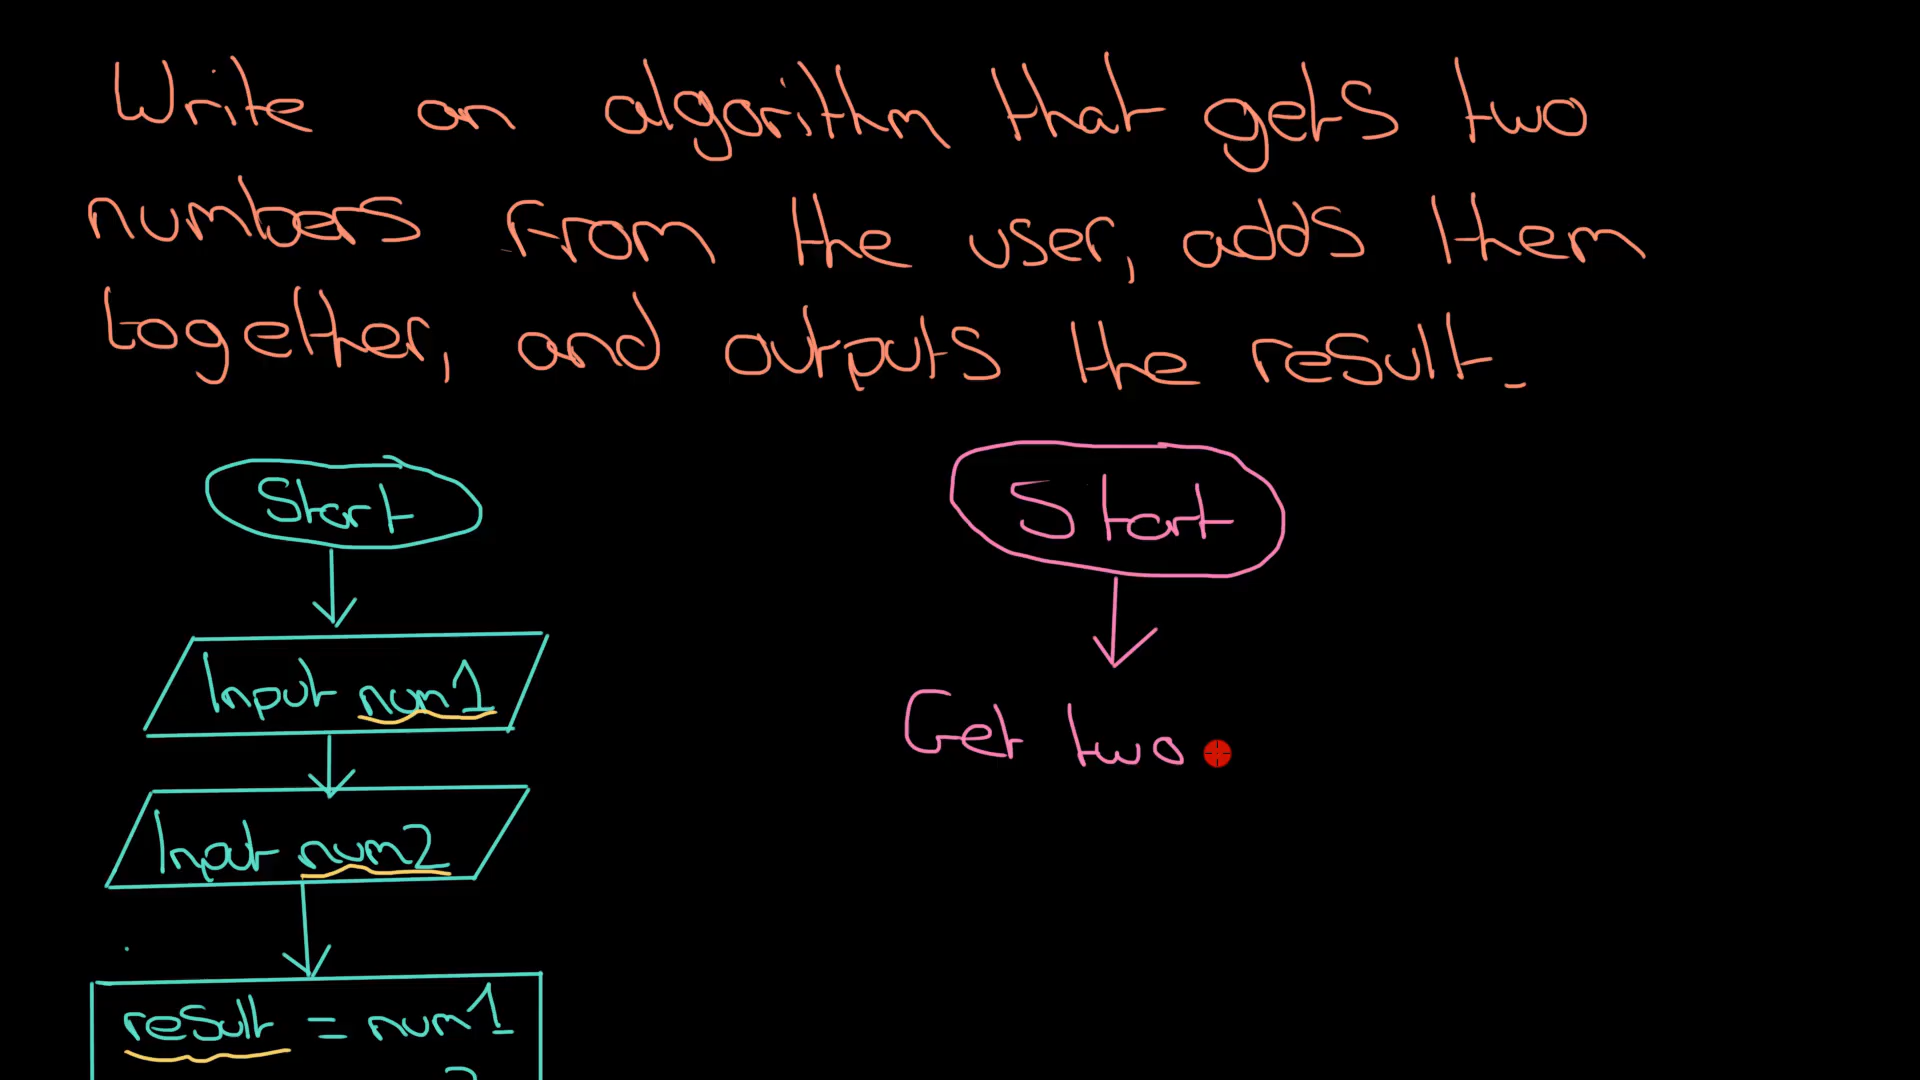 Write an algorithm that gets two
numbers from the user, adds them
together, and outputs the result.
Start
Input num1
Input num2
result = num1
Start
Get two